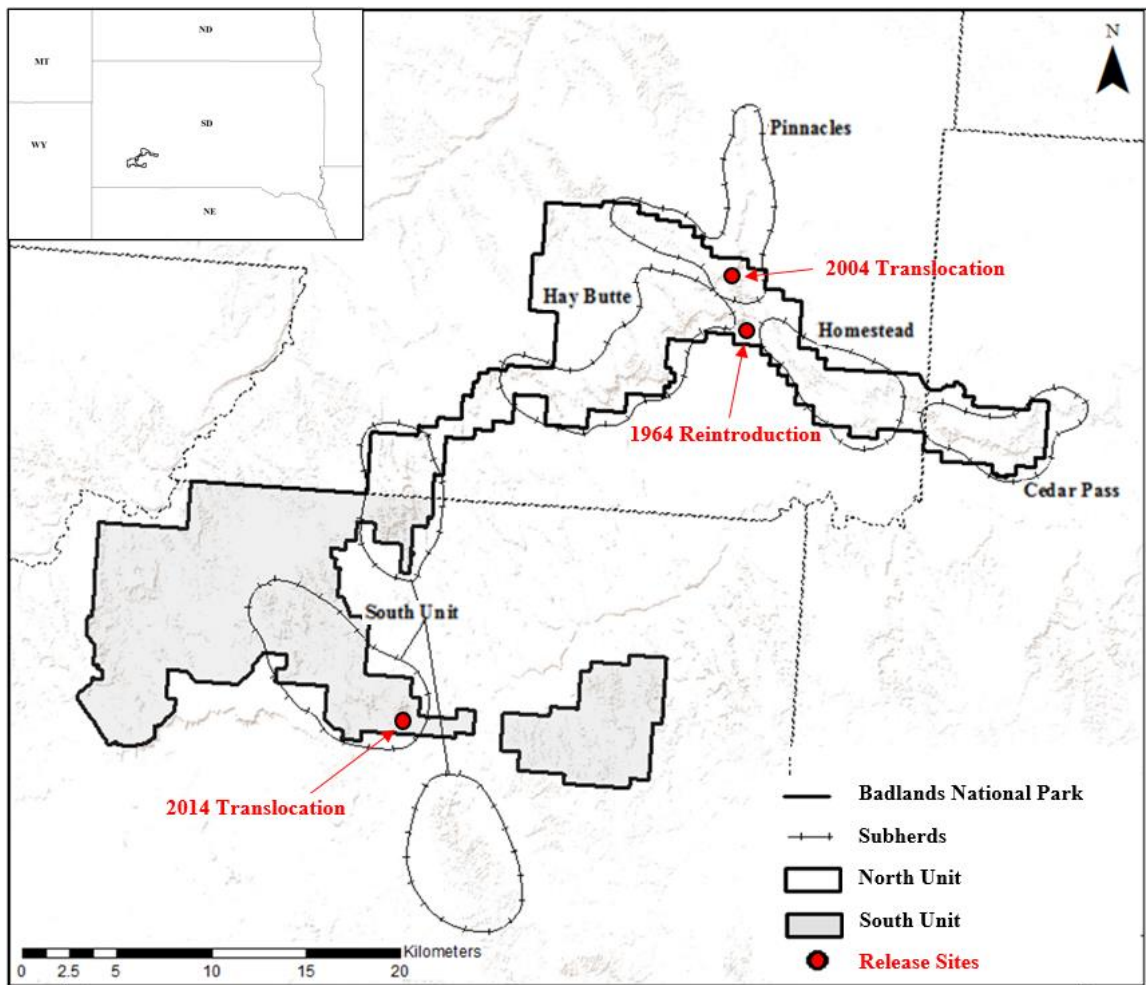 ND
MT
SD
WY
NE
N
Pinnacles
2004 Translocation
Hay Butte
Homestead
1964 Reintroduction
Cedar Pass
South Unit
2014 Translocation
Badlands National Park
Subherds
North Unit
South Unit
Release Sites
Kilometers
0 2.5 5 10 15 20